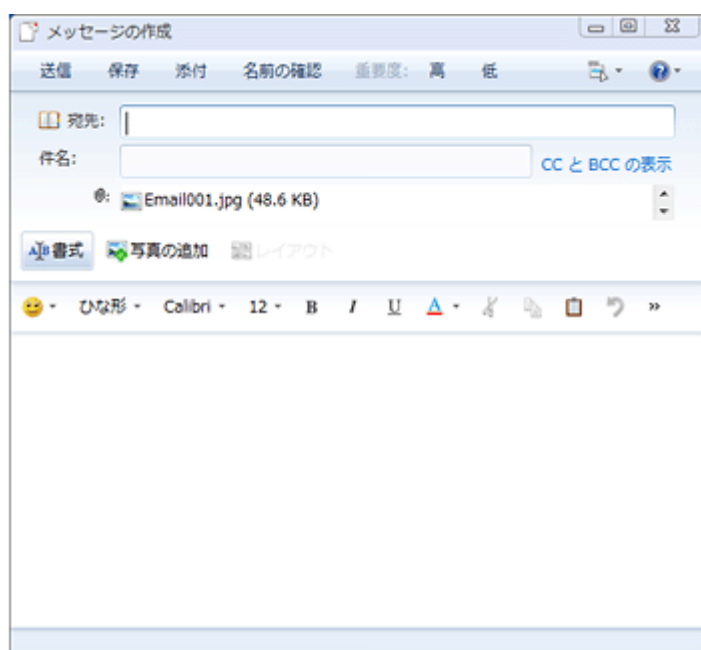 メッセージの作成
送信 保存 添付 名前の確認 重要度: 高 低
宛先:
件名: CC と BCC の表示
Email001.jpg (48.6 KB)
書式 写真の追加 レイアウト
ひな形 Calibri 12 B I U A »